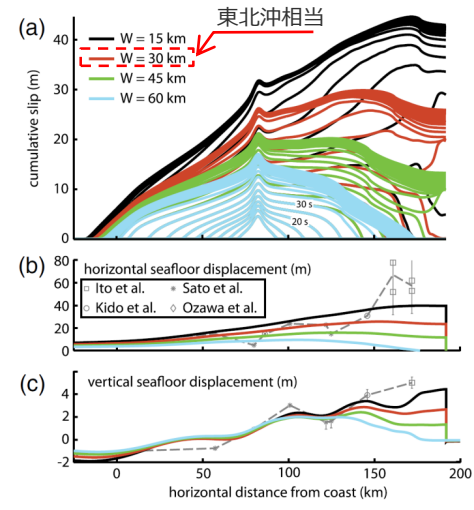 東北沖相当
(a)
40
30
20
10
0
cumulative slip (m)
W = 15 km
W = 30 km
W = 45 km
W = 60 km
30 s
20 s
(b)
80
60
40
20
0
horizontal seafloor displacement (m)
Ito et al. Sato et al.
Kido et al. Ozawa et al.
(c)
vertical seafloor displacement (m)
4
2
0
-2
0 50 100 150 200
horizontal distance from coast (km)